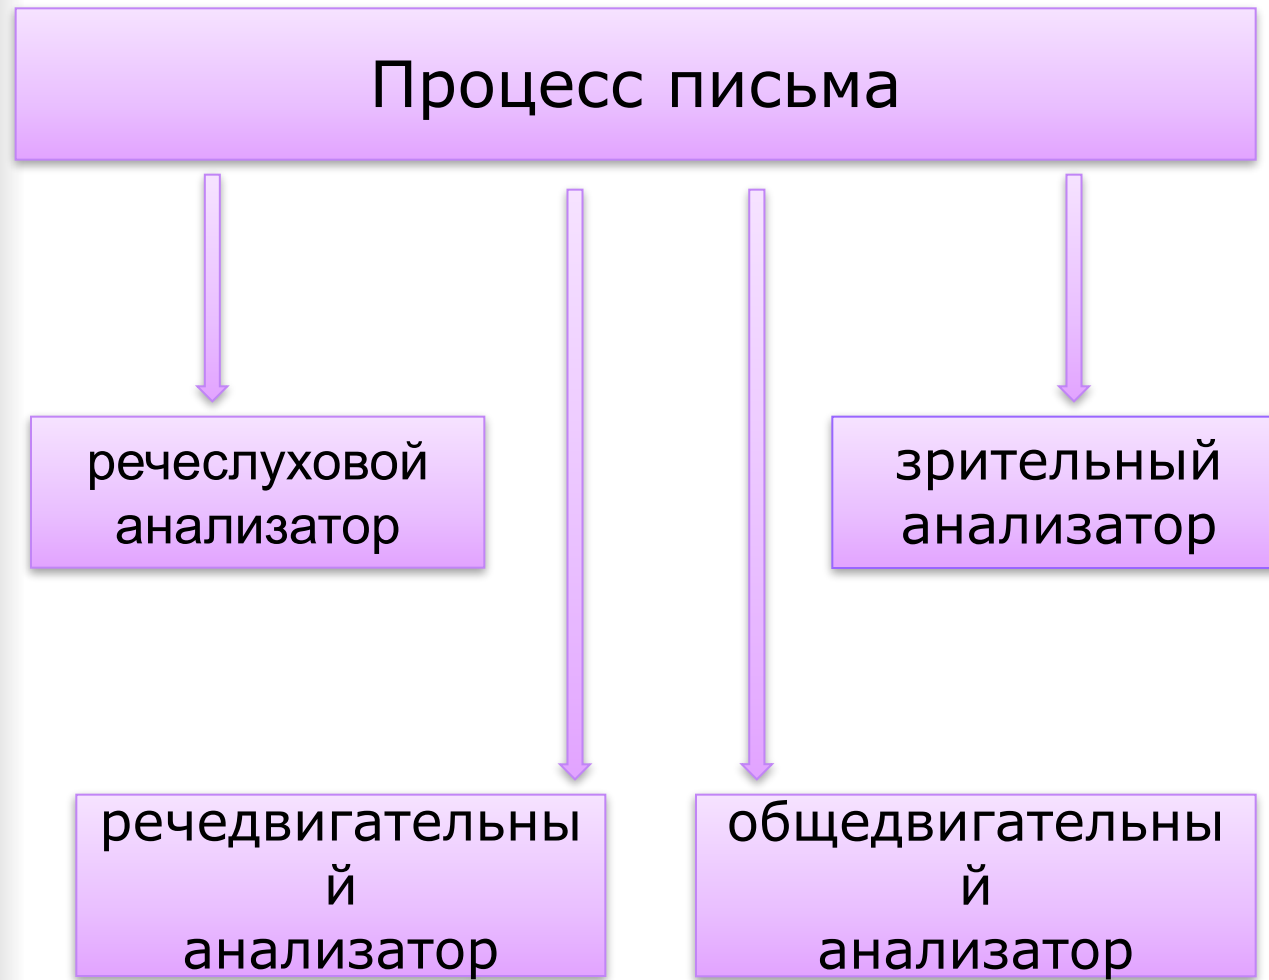 Процесс письма
речеслуховой
анализатор
зрительный
анализатор
речедвигательны
й
анализатор
общедвигательны
й
анализатор